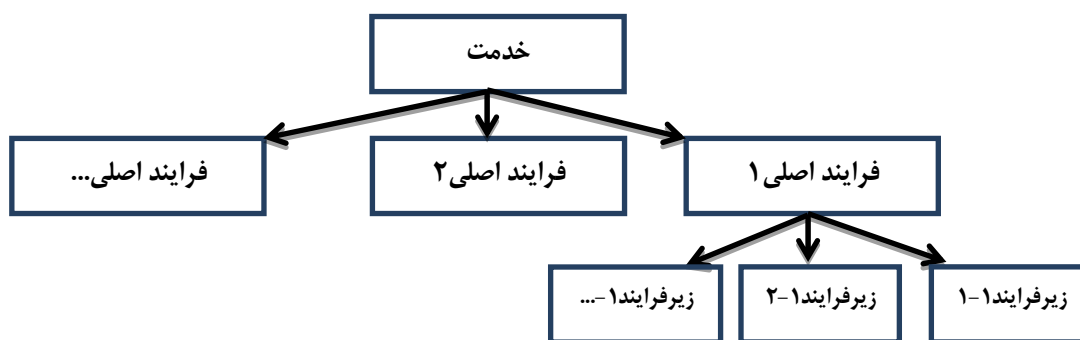 خدمت
فرایند اصلی۱
فرایند اصلی۲
فرایند اصلی...
زیرفرایند۱-۱
زیرفرایند۱-۲
زیرفرایند۱-...